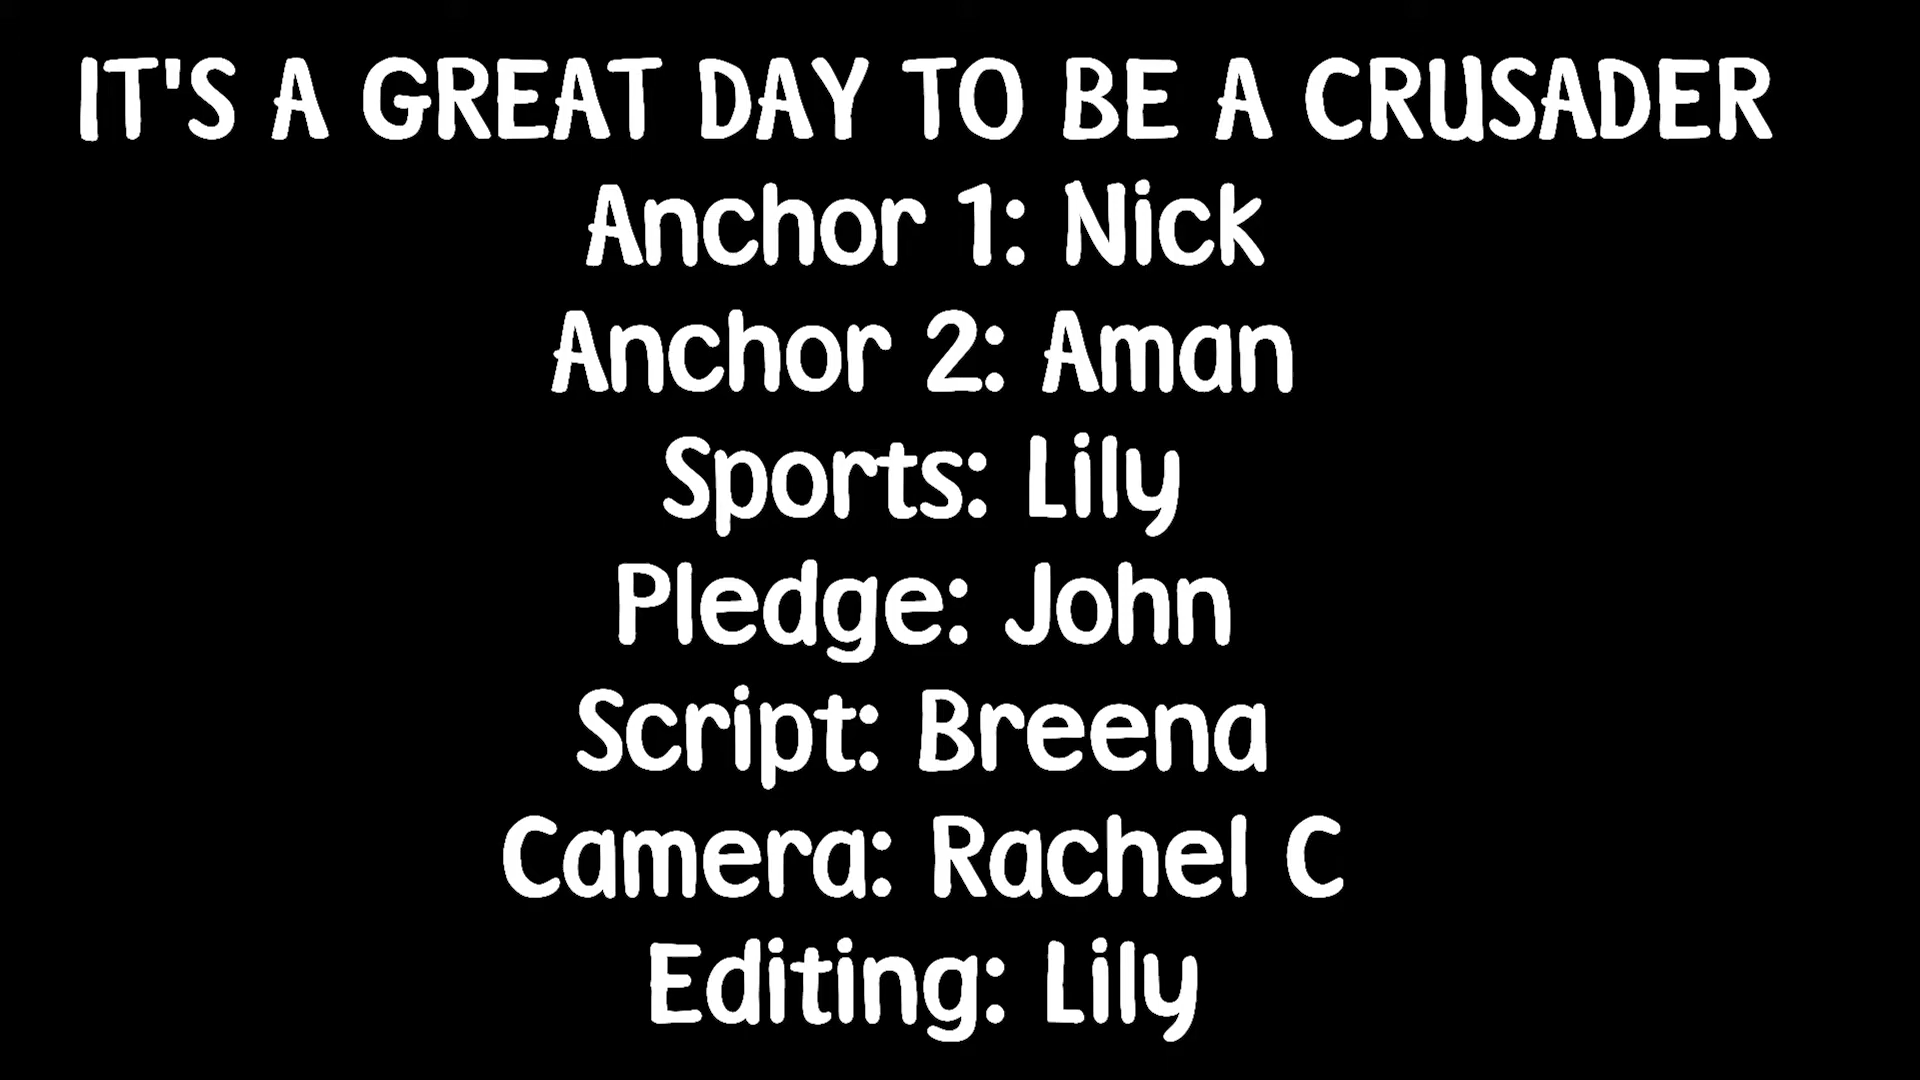 IT'S A GREAT DAY TO BE A CRUSADER
Anchor 1: Nick
Anchor 2: Aman
Sports: Lily
Pledge: John
Script: Breena
Camera: Rachel C
Editing: Lily